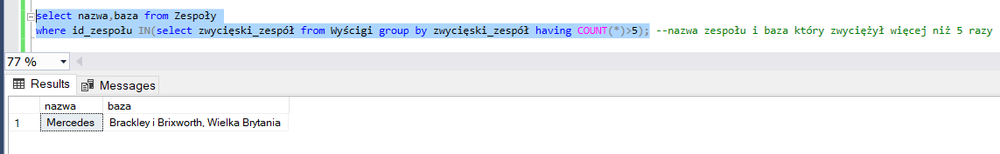 select nazwa,baza from Zespoły
where id_zespołu IN(select zwycięski_zespół from Wyścigi group by zwycięski_zespół having COUNT(*)>5); --nazwa zespołu i baza który zwyciężył więcej niż 5 razy
77 %
Results Messages
nazwa baza
1 Mercedes Brackley i Brixworth, Wielka Brytania